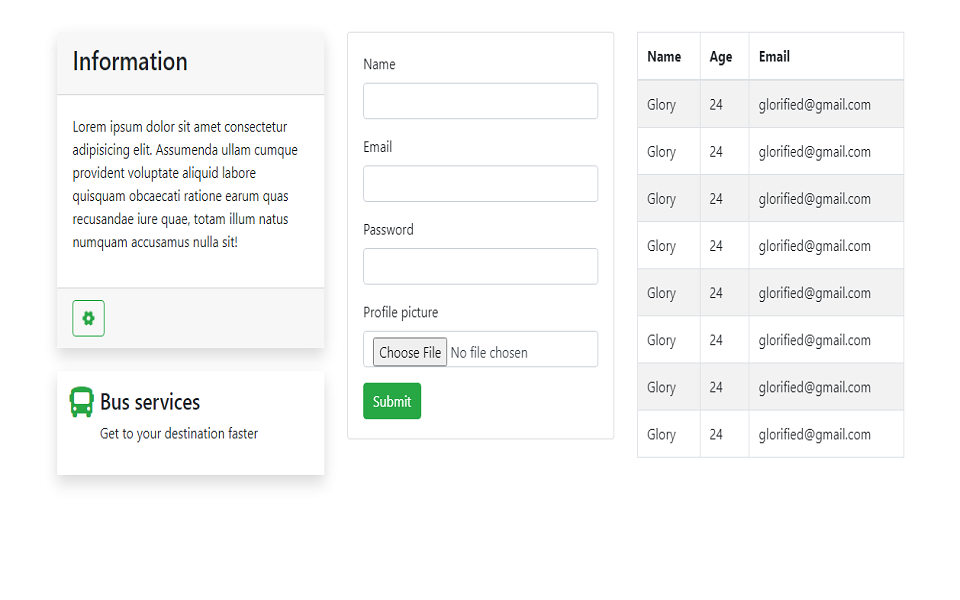 Information
Lorem ipsum dolor sit amet consectetur
adipisicing elit. Assumenda ullam cumque
provident voluptate aliquid labore
quisquam obcaecati ratione earum quas
recusandae iure quae, totam illum natus
numquam accusamus nulla sit!
Bus services
Get to your destination faster
Name
Email
Password
Profile picture
Choose File No file chosen
Submit
Name Age Email
Glory 24 glorified@gmail.com
Glory 24 glorified@gmail.com
Glory 24 glorified@gmail.com
Glory 24 glorified@gmail.com
Glory 24 glorified@gmail.com
Glory 24 glorified@gmail.com
Glory 24 glorified@gmail.com
Glory 24 glorified@gmail.com